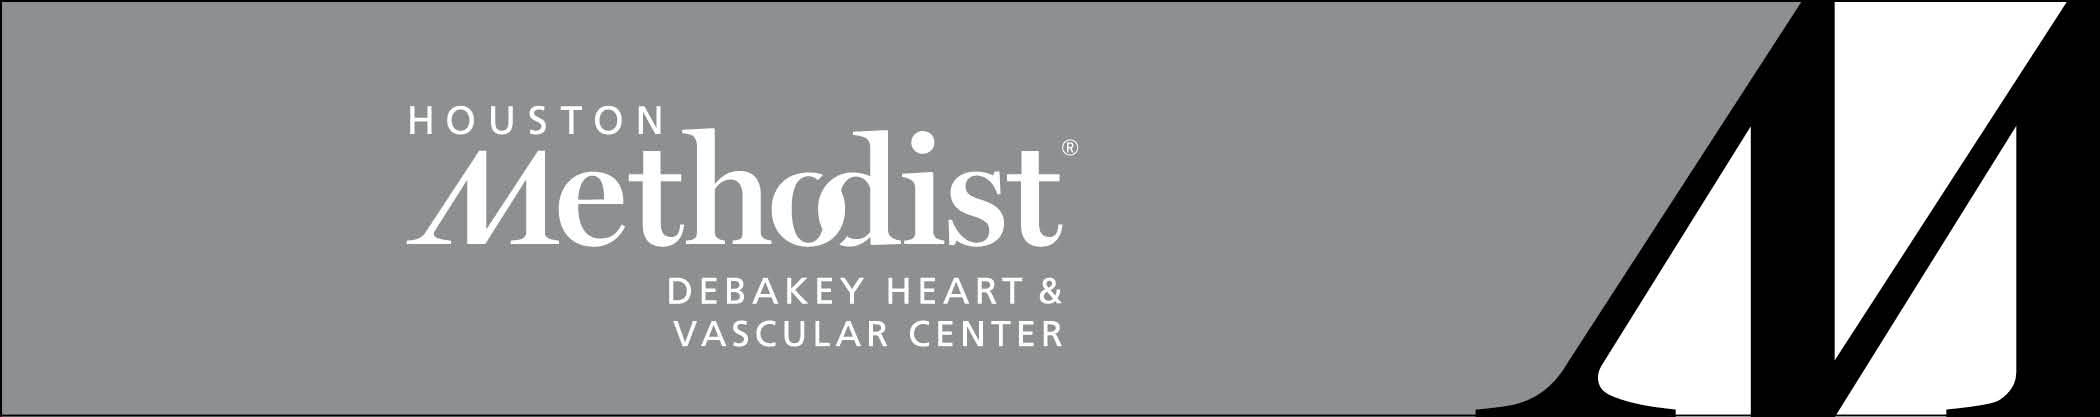 HOUSTON
Methodist®
DEBAKEY HEART &
VASCULAR CENTER